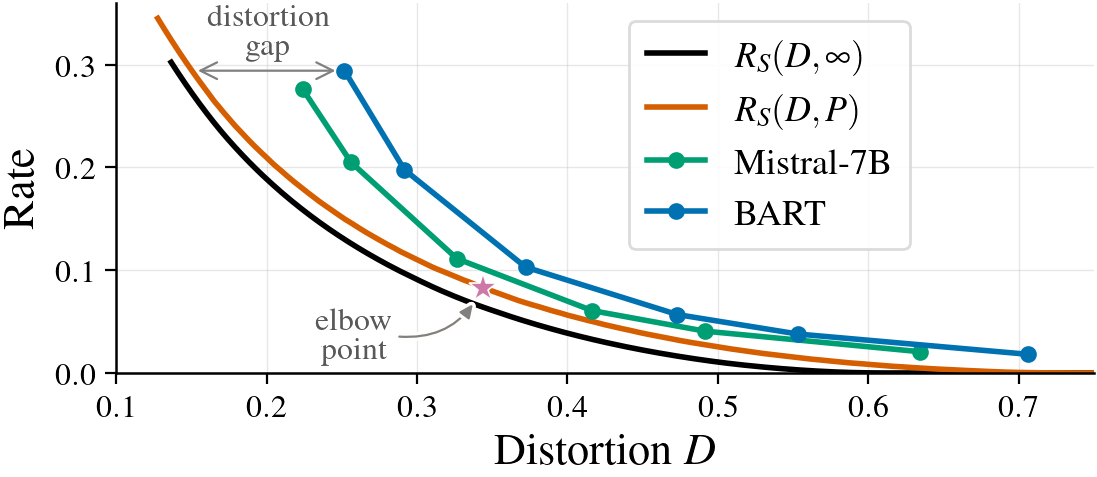 distortion
gap
elbow
point
R_S(D, ∞)
R_S(D, P)
Mistral-7B
BART
Rate
0.3
0.2
0.1
0.0
0.1
0.2
0.3
0.4
0.5
0.6
0.7
Distortion D